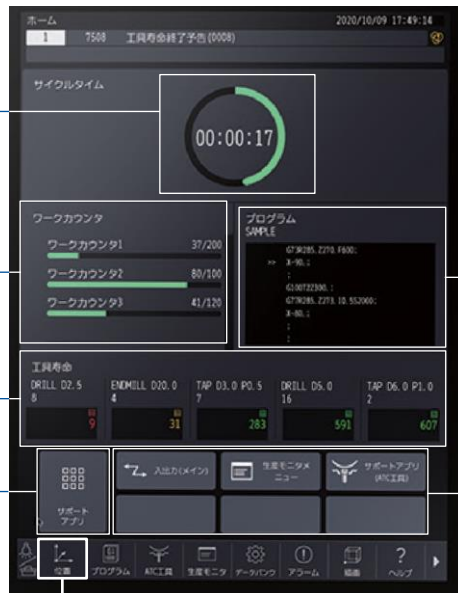 ホーム 2020/10/09 17:49:14
1 7508 工具寿命終了予告(0008)
サイクルタイム
00:00:17
ワークカウンタ
ワークカウンタ1 37/200
ワークカウンタ2 80/100
ワークカウンタ3 41/120
プログラム
SAMPLE
G73R285.Z270.F600;
>> X-90.;
;
G100T22300.;
G77R285.Z273.I0.5S2000;
X-80.;
;
;
工具寿命
DRILL D2.5 ENDMILL D20.0 TAP D3.0 P0.5 DRILL D5.0 TAP D6.0 P1.0
8 4 7 16 2
9 31 283 591 607
サポート
アプリ
入出力(メイン)
生産モニタメ
ニュー
サポートアプリ
(ATC工具)
位置 プログラム ATC工具 生産モニタ データバンク アラーム 描画 ヘルプ